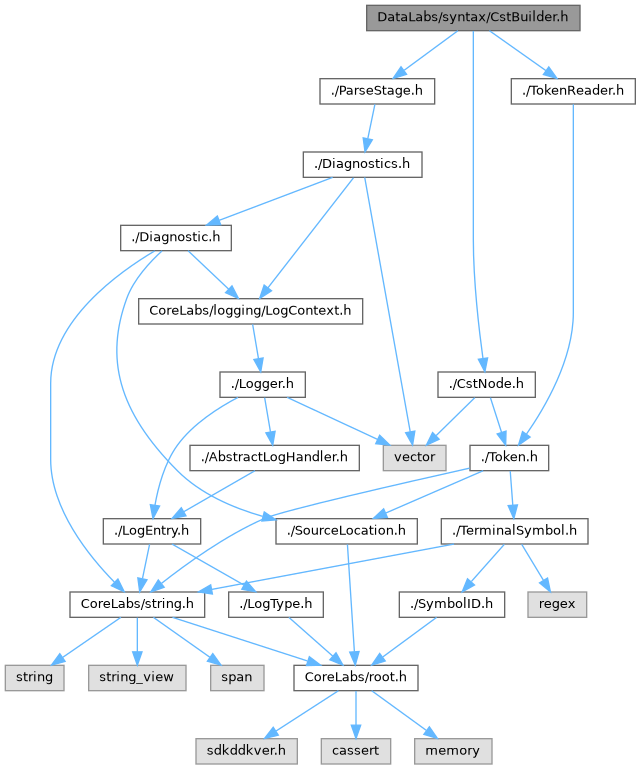 DataLabs/syntax/CstBuilder.h
./ParseStage.h
./TokenReader.h
./Diagnostics.h
./Diagnostic.h
CoreLabs/logging/LogContext.h
./Logger.h
./CstNode.h
./AbstractLogHandler.h
vector
./Token.h
./LogEntry.h
./SourceLocation.h
./TerminalSymbol.h
CoreLabs/string.h
./LogType.h
./SymbolID.h
regex
string
string_view
span
CoreLabs/root.h
sdkddkver.h
cassert
memory